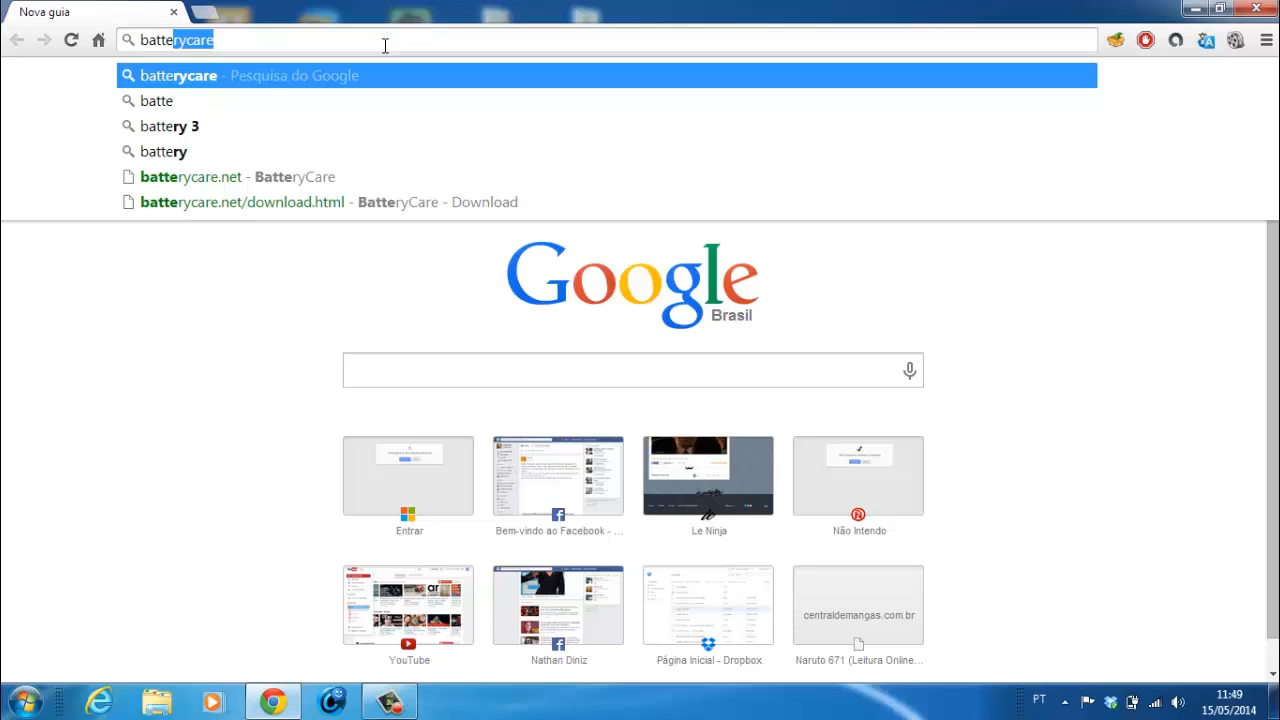 Nova guia
batterycare
batterycare - Pesquisa do Google
batte
battery 3
battery
batterycare.net - BatteryCare
batterycare.net/download.html - BatteryCare - Download
Google
Brasil
Entrar
Bem-vindo ao Facebook - ...
Le Ninja
Não Intendo
YouTube
Nathan Diniz
Página Inicial - Dropbox
centraldemangas.com.br
Naruto 671 (Leitura Online...
PT
11:49
15/05/2014